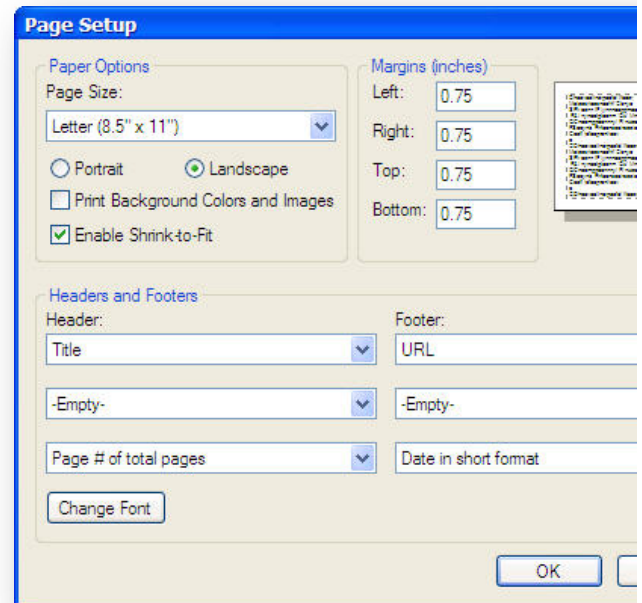 Page Setup
Paper Options
Page Size:
Letter (8.5" x 11")
Portrait
Landscape
Print Background Colors and Images
Enable Shrink-to-Fit
Margins (inches)
Left: 0.75
Right: 0.75
Top: 0.75
Bottom: 0.75
Headers and Footers
Header:
Footer:
Title
URL
-Empty-
-Empty-
Page # of total pages
Date in short format
Change Font
OK